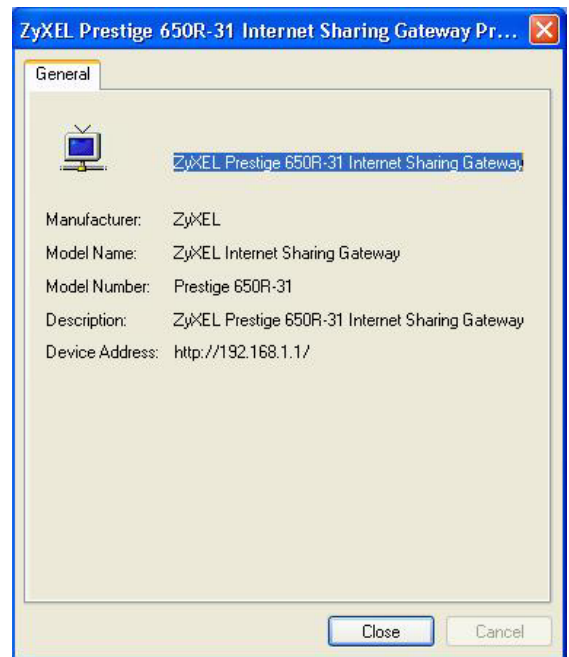 ZyXEL Prestige 650R-31 Internet Sharing Gateway Pr...
General
ZyXEL Prestige 650R-31 Internet Sharing Gateway
Manufacturer: ZyXEL
Model Name: ZyXEL Internet Sharing Gateway
Model Number: Prestige 650R-31
Description: ZyXEL Prestige 650R-31 Internet Sharing Gateway
Device Address: http://192.168.1.1/
Close Cancel